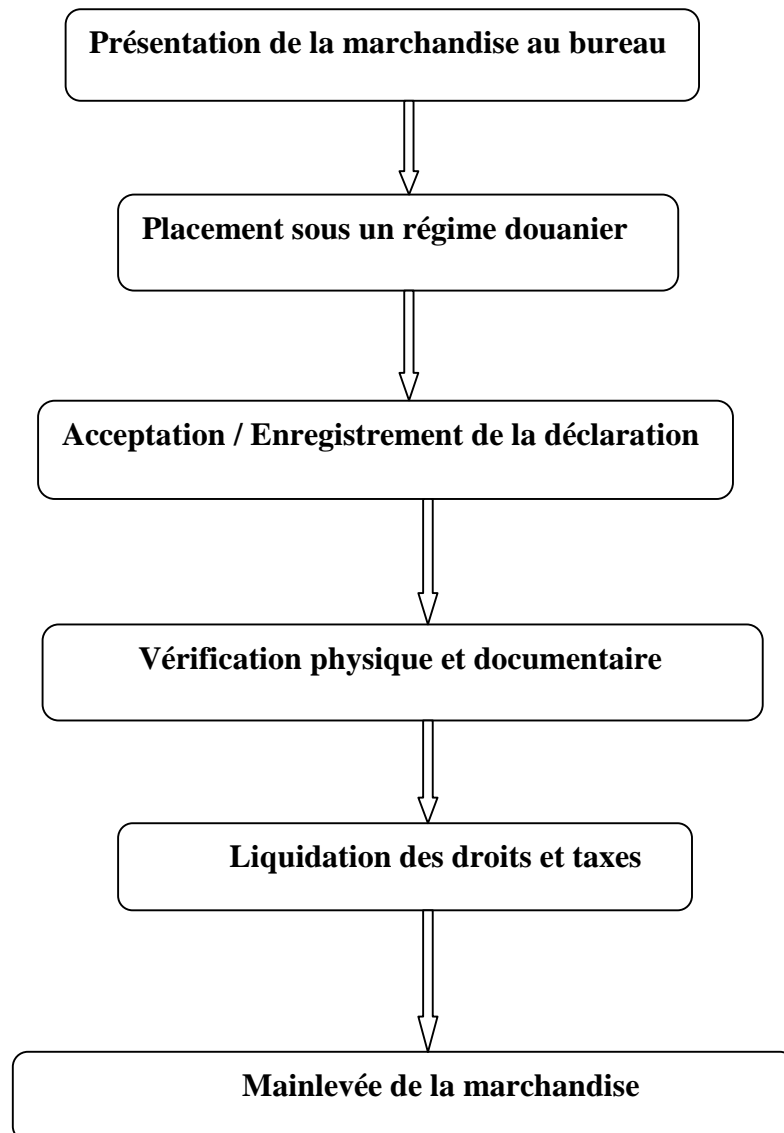 Présentation de la marchandise au bureau
Placement sous un régime douanier
Acceptation / Enregistrement de la déclaration
Vérification physique et documentaire
Liquidation des droits et taxes
Mainlevée de la marchandise